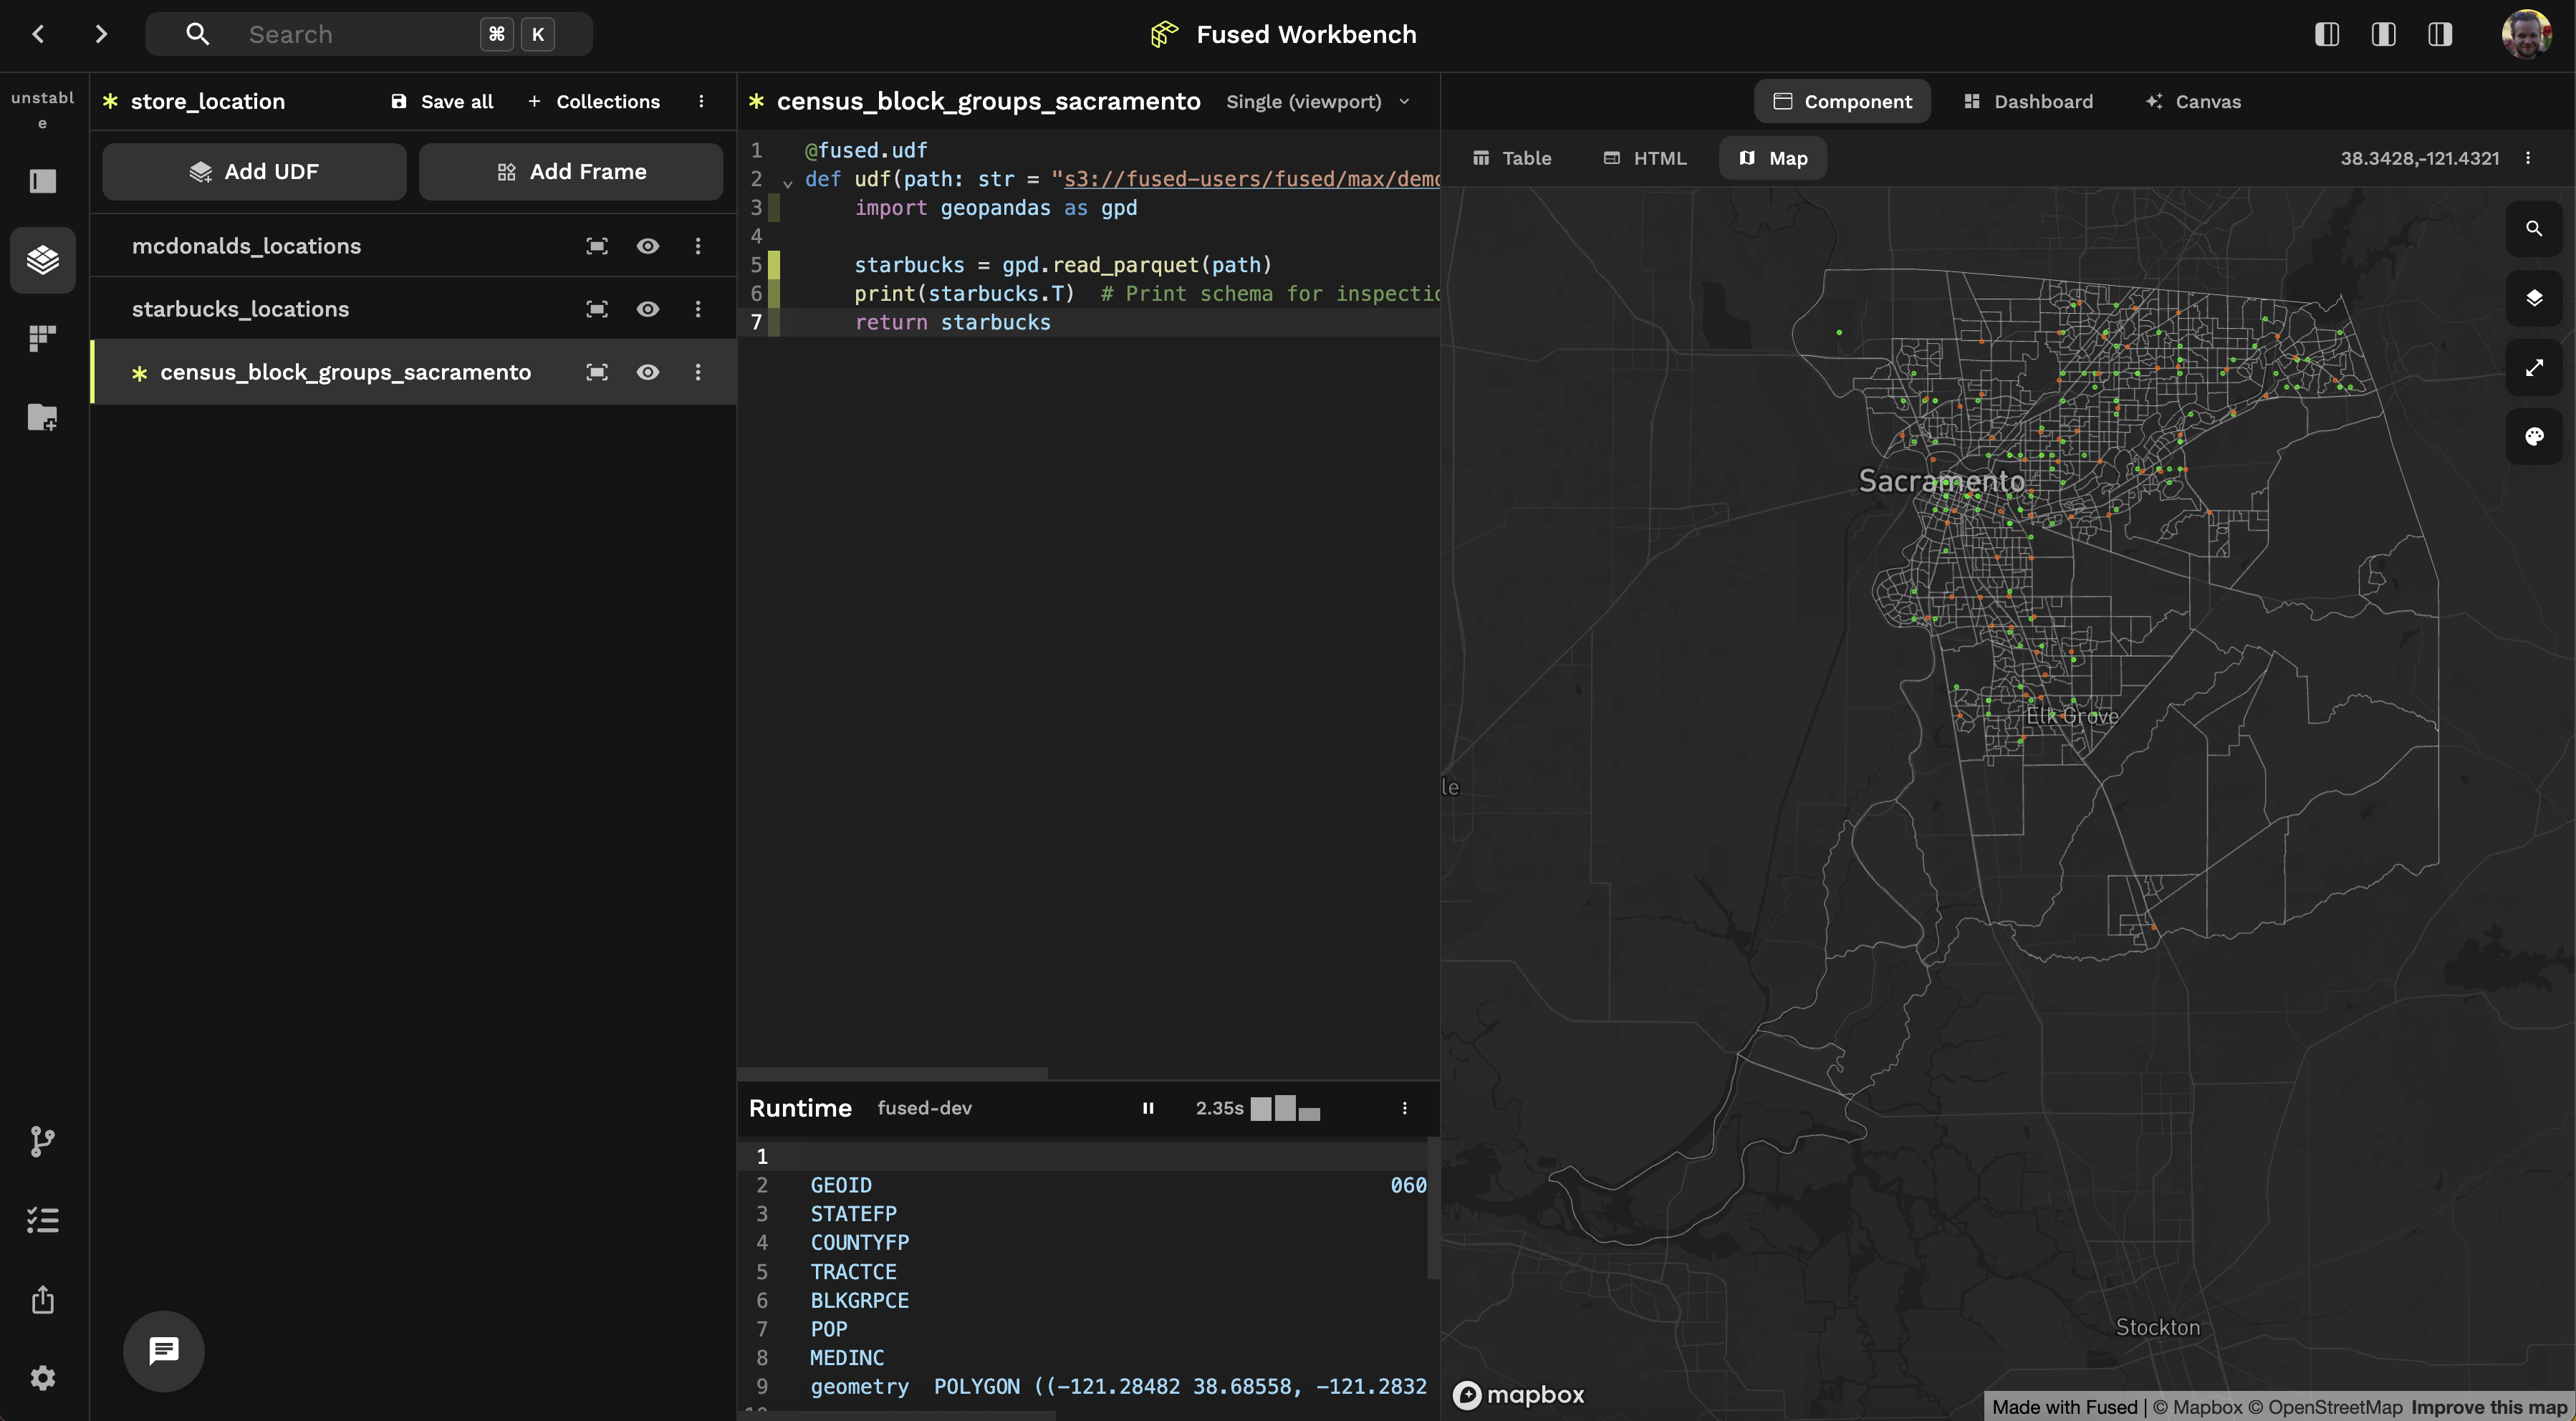 Search
⌘ K
Fused Workbench
unstabl
e
* store_location
Save all
+ Collections
Add UDF
Add Frame
mcdonalds_locations
starbucks_locations
* census_block_groups_sacramento
* census_block_groups_sacramento
Single (viewport)
1 @fused.udf
2 def udf(path: str = "s3://fused-users/fused/max/demo
3 import geopandas as gpd
4
5 starbucks = gpd.read_parquet(path)
6 print(starbucks.T) # Print schema for inspectio
7 return starbucks
Runtime
fused-dev
2.35s
1
2 GEOID 060
3 STATEFP
4 COUNTYFP
5 TRACTCE
6 BLKGRPCE
7 POP
8 MEDINC
9 geometry POLYGON ((-121.28482 38.68558, -121.2832
10
Component
Dashboard
Canvas
Table
HTML
Map
38.3428,-121.4321
Sacramento
Elk Grove
le
Stockton
mapbox
Made with Fused | © Mapbox © OpenStreetMap Improve this map